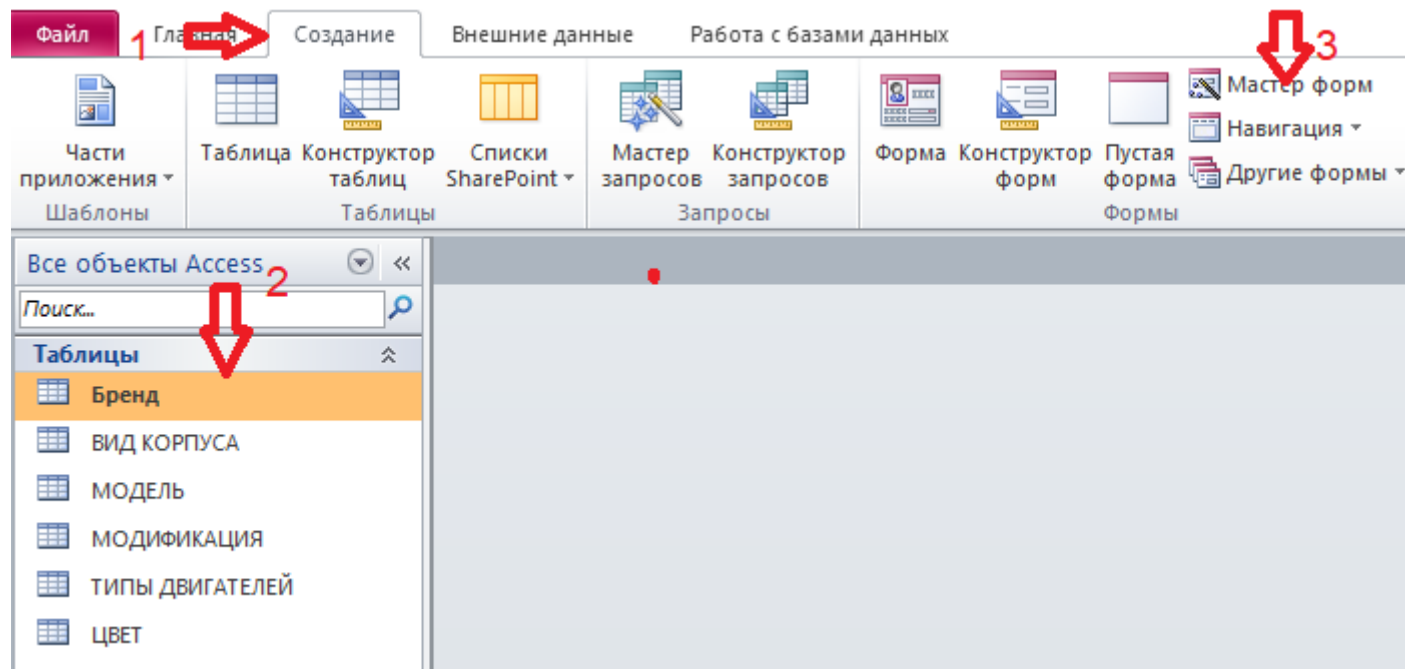 Файл 1 Главная Создание Внешние данные Работа с базами данных 3
Мастер форм
Навигация
Другие формы
Части приложения
Таблица
Конструктор таблиц
Списки SharePoint
Мастер запросов
Конструктор запросов
Форма
Конструктор форм
Пустая форма
Шаблоны Таблицы Запросы Формы
Все объекты Access 2
Поиск...
Таблицы
Бренд
ВИД КОРПУСА
МОДЕЛЬ
МОДИФИКАЦИЯ
ТИПЫ ДВИГАТЕЛЕЙ
ЦВЕТ